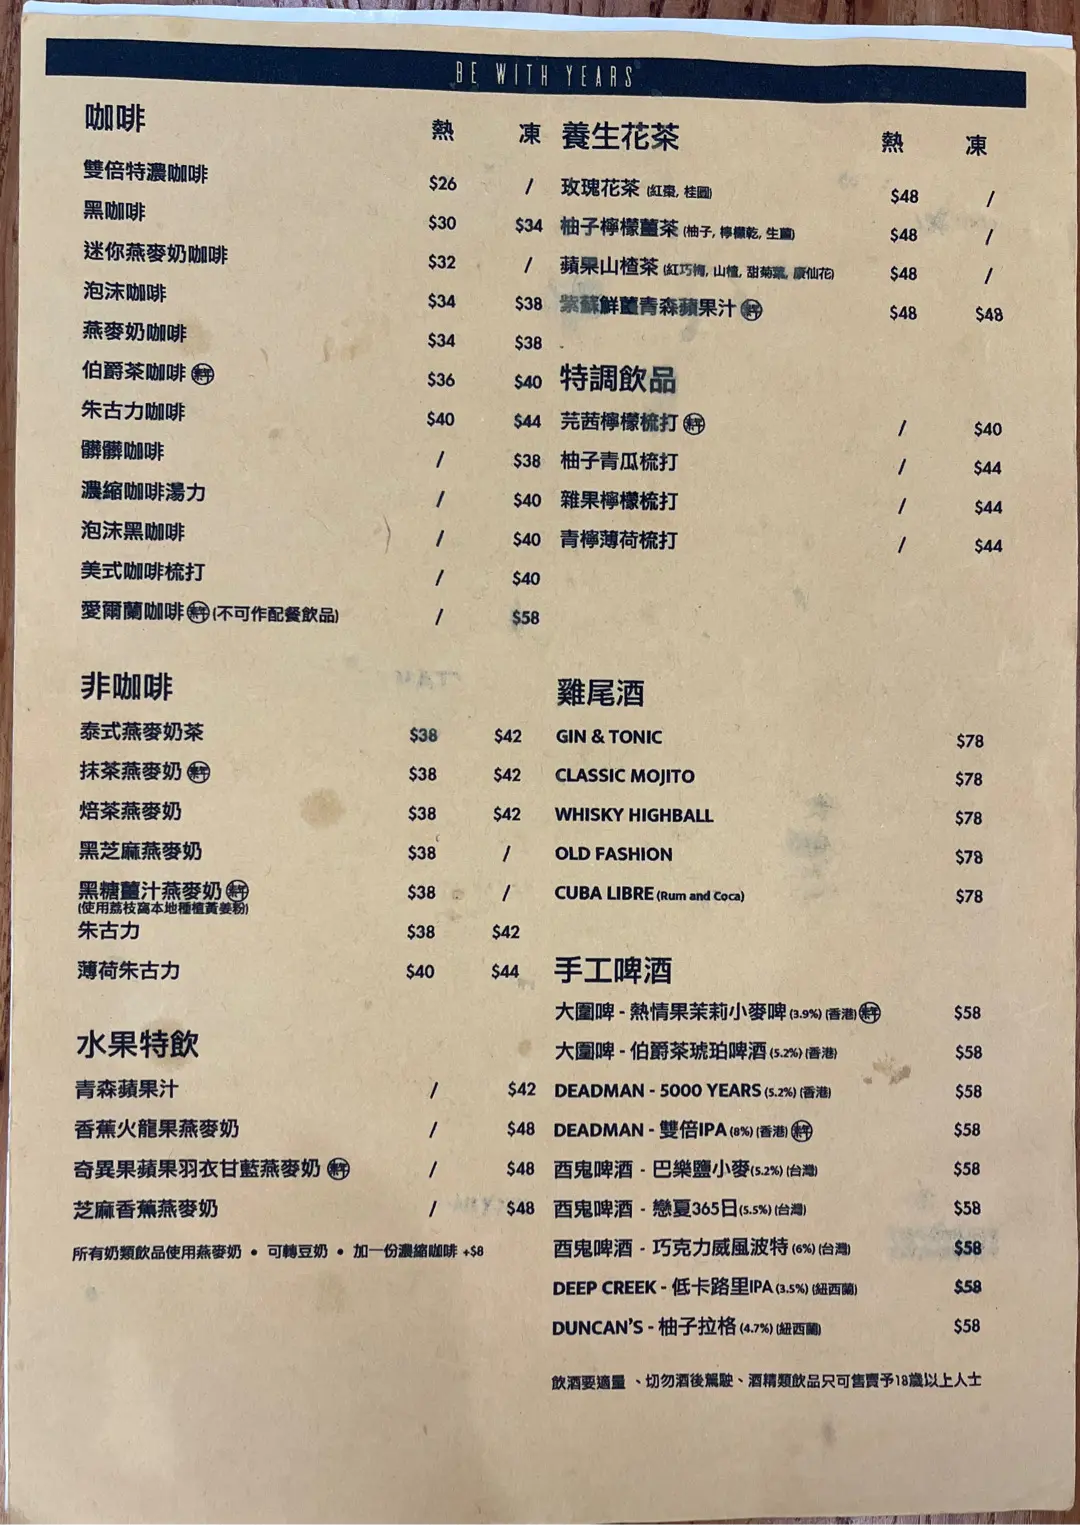 BE WITH YEARS
咖啡 熱 凍
雙倍特濃咖啡 $26 /
黑咖啡 $30 $34
迷你燕麥奶咖啡 $32 /
泡沫咖啡 $34 $38
燕麥奶咖啡 $34 $38
伯爵茶咖啡 $36 $40
朱古力咖啡 $40 $44
髒髒咖啡 / $38
濃縮咖啡湯力 / $40
泡沫黑咖啡 / $40
美式咖啡梳打 / $40
愛爾蘭咖啡 (不可作配餐飲品) / $58
非咖啡
泰式燕麥奶茶 $38 $42
抹茶燕麥奶 $38 $42
焙茶燕麥奶 $38 $42
黑芝麻燕麥奶 $38 /
黑糖薑汁燕麥奶 $38 /
(使用荔枝窩本地種植黃姜粉)
朱古力 $38 $42
薄荷朱古力 $40 $44
水果特飲
青森蘋果汁 / $42
香蕉火龍果燕麥奶 / $48
奇異果蘋果羽衣甘藍燕麥奶 / $48
芝麻香蕉燕麥奶 / $48
所有奶類飲品使用燕麥奶 • 可轉豆奶 • 加一份濃縮咖啡 +$8
養生花茶 熱 凍
玫瑰花茶 (紅棗, 桂圓) $48 /
柚子檸檬薑茶 (柚子, 檸檬乾, 生薑) $48 /
蘋果山楂茶 (紅巧梅, 山楂, 甜菊葉, 康仙花) $48 /
紫蘇鮮薑青森蘋果汁 $48 $48
特調飲品
芫茜檸檬梳打 / $40
柚子青瓜梳打 / $44
雜果檸檬梳打 / $44
青檸薄荷梳打 / $44
雞尾酒
GIN & TONIC $78
CLASSIC MOJITO $78
WHISKY HIGHBALL $78
OLD FASHION $78
CUBA LIBRE (Rum and Coca) $78
手工啤酒
大圍啤 - 熱情果茉莉小麥啤 (3.9%) (香港) $58
大圍啤 - 伯爵茶琥珀啤酒 (5.2%) (香港) $58
DEADMAN - 5000 YEARS (5.2%) (香港) $58
DEADMAN - 雙倍IPA (8%) (香港) $58
酉鬼啤酒 - 巴樂鹽小麥(5.2%) (台灣) $58
酉鬼啤酒 - 戀夏365日(5.5%) (台灣) $58
酉鬼啤酒 - 巧克力威風波特 (6%) (台灣) $58
DEEP CREEK - 低卡路里IPA (3.5%) (紐西蘭) $58
DUNCAN'S - 柚子拉格 (4.7%) (紐西蘭) $58
飲酒要適量、切勿酒後駕駛、酒精類飲品只可售賣予18歲以上人士